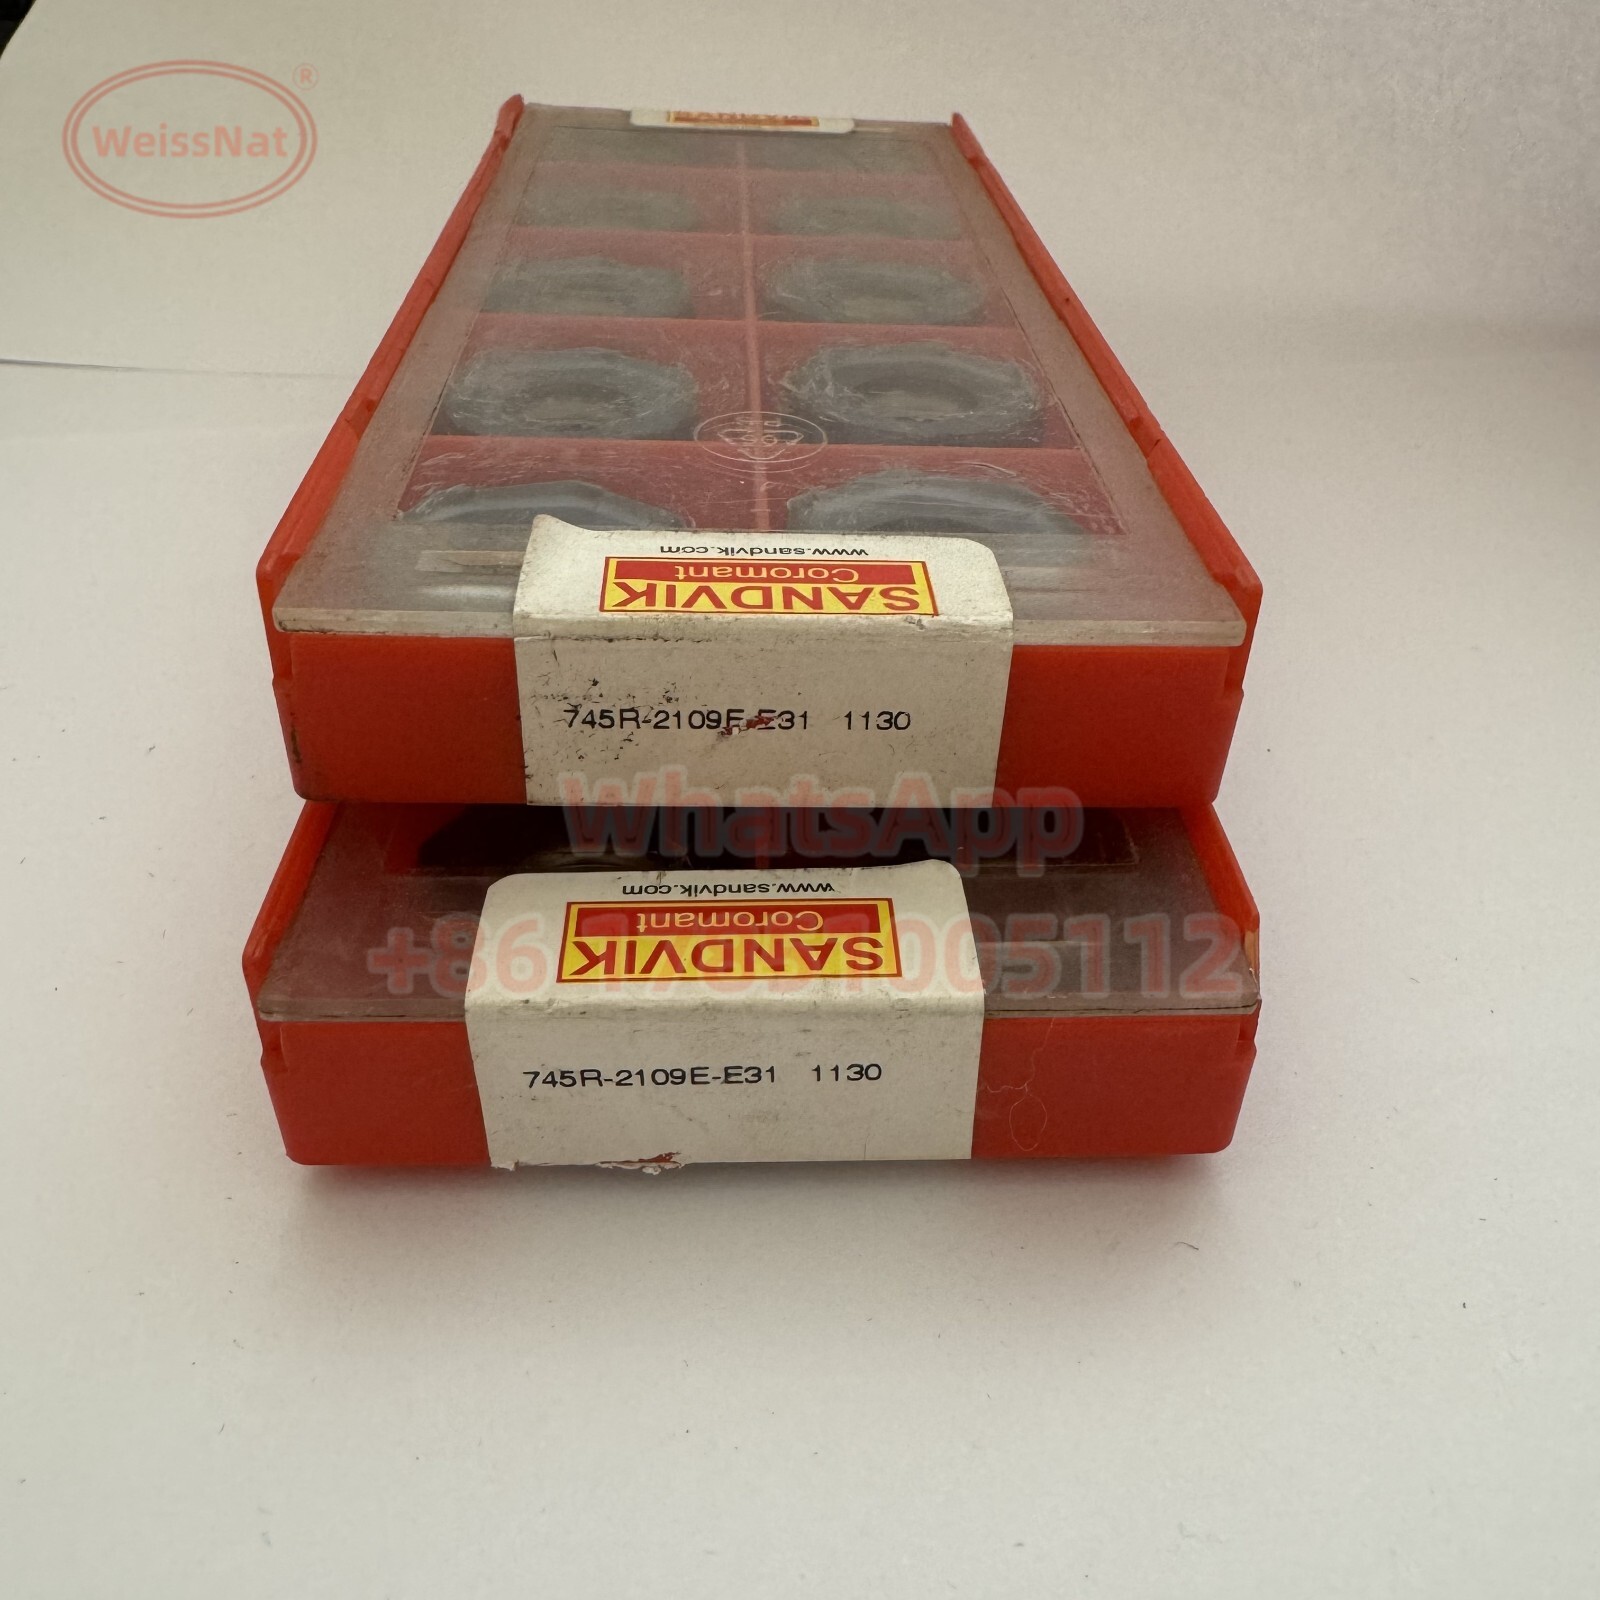 WeissNat®
www.sandvik.com
Coromant
SANDVIK
745R-2109E-E31 1130
WhatsApp
www.sandvik.com
Coromant
SANDVIK
005112
745R-2109E-E31 1130